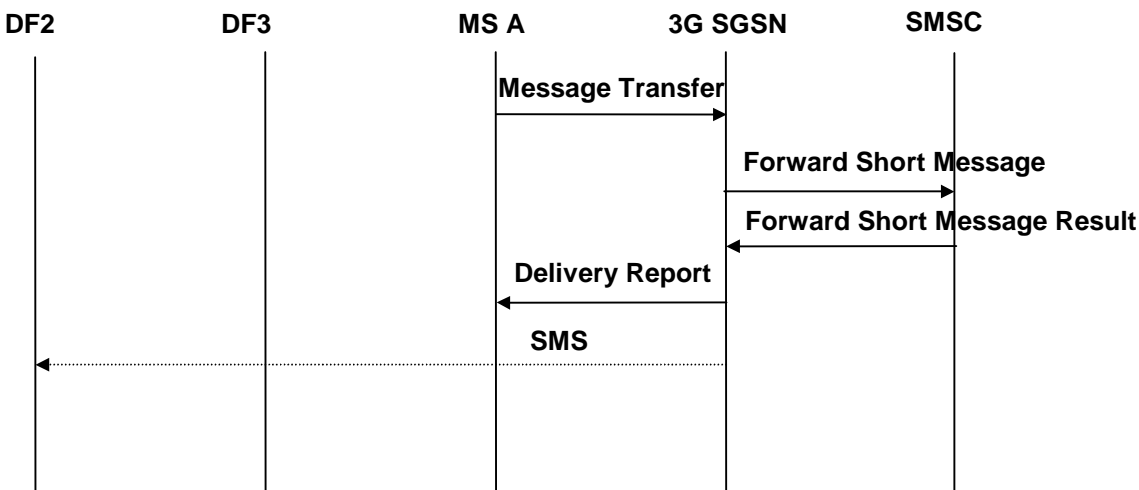 DF2 DF3 MS A 3G SGSN SMSC
Message Transfer
Forward Short Message
Forward Short Message Result
Delivery Report
SMS